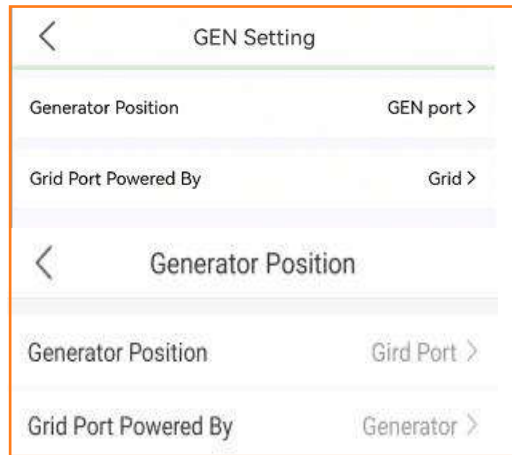 GEN Setting
Generator Position GEN port >
Grid Port Powered By Grid >
Generator Position
Generator Position Gird Port >
Grid Port Powered By Generator >